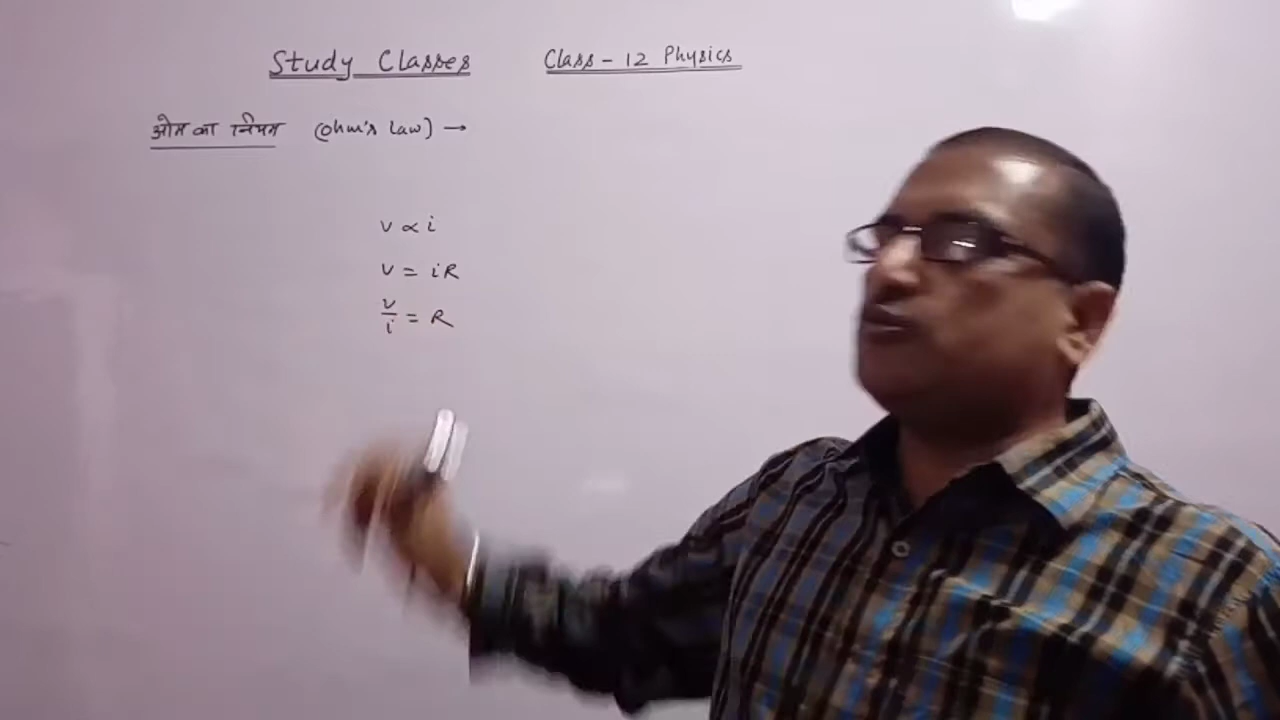 Study Classes Class - 12 Physics
ओम का नियम (ohm's law) →
v ∝ i
v = iR
v/i = R